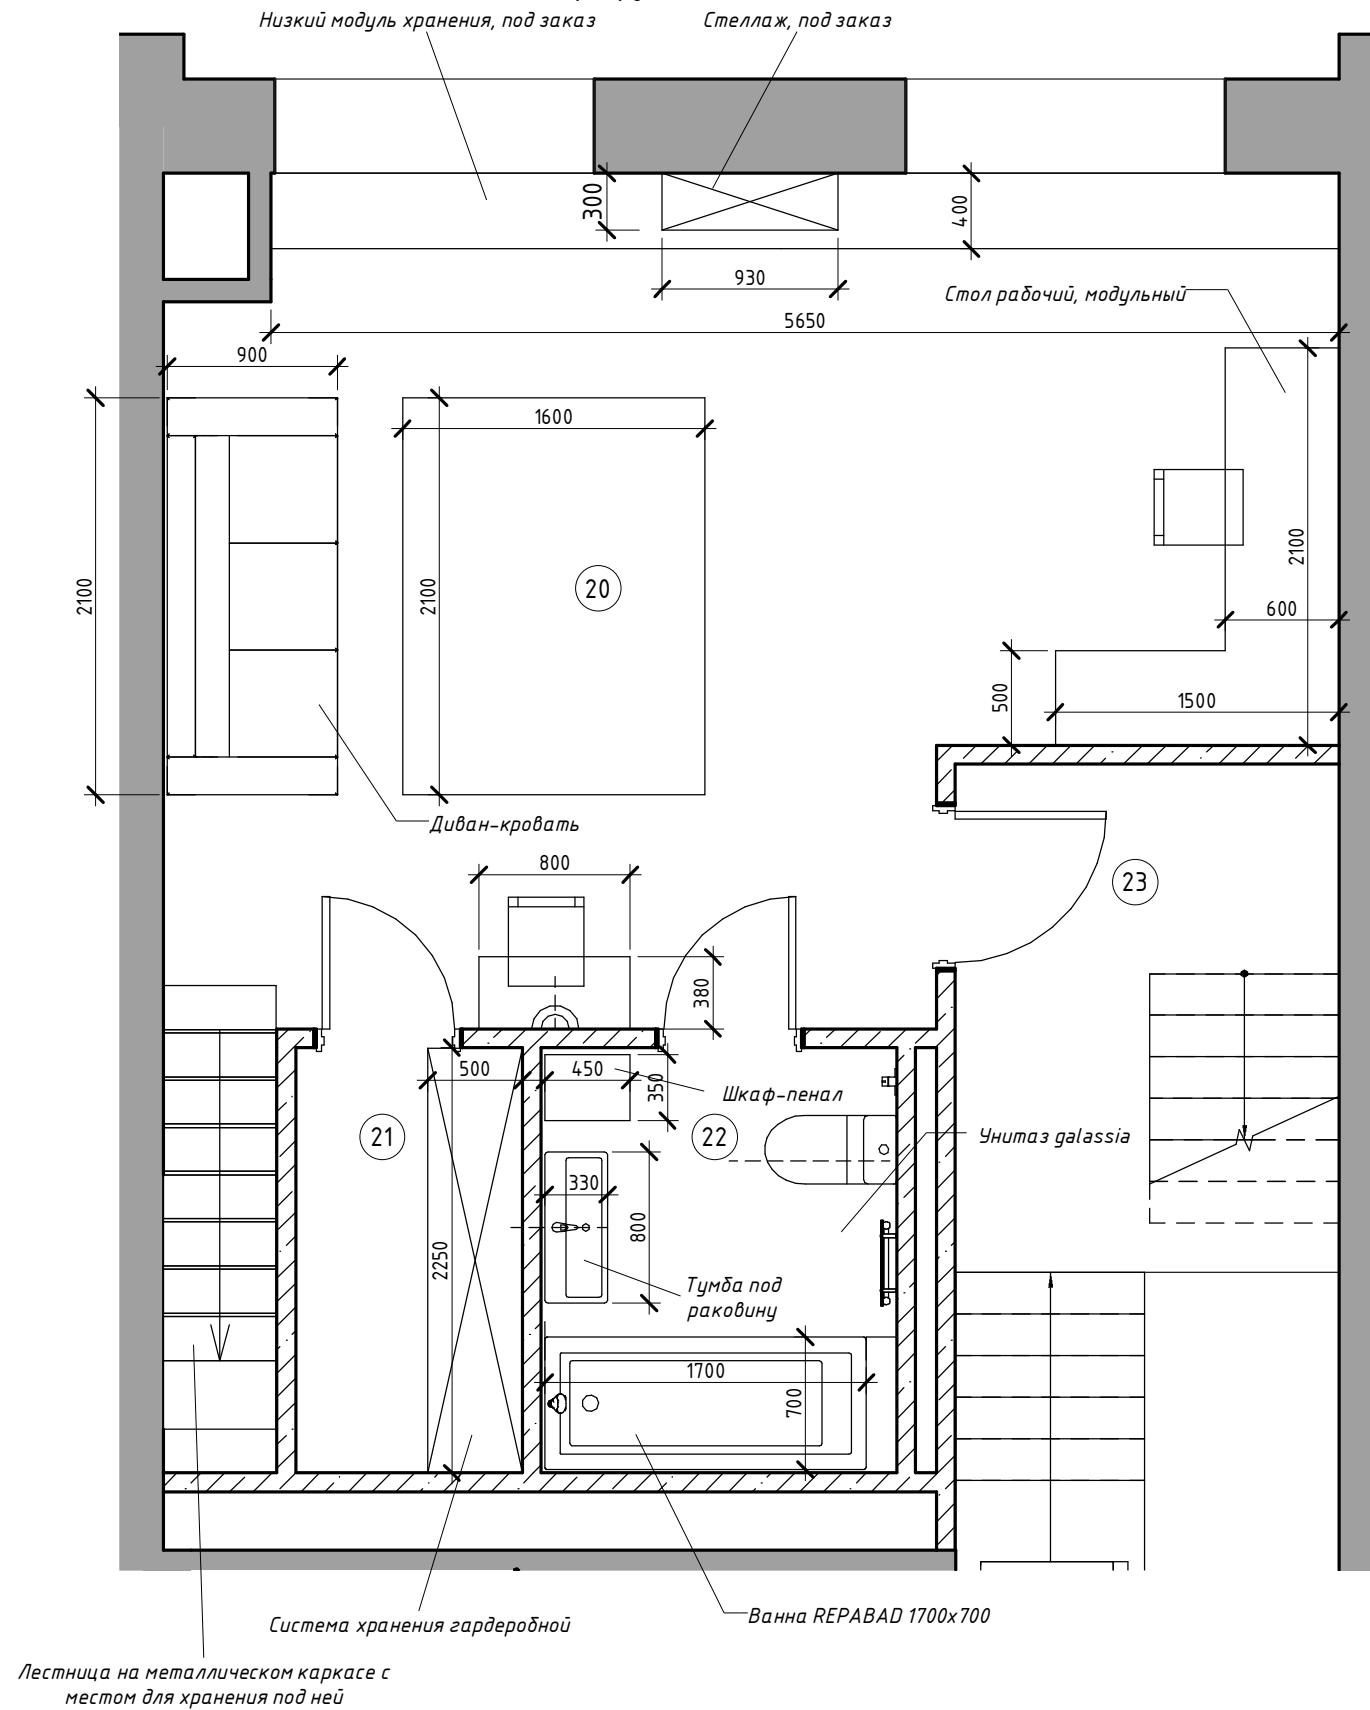 Низкий модуль хранения, под заказ
Стеллаж, под заказ
300
400
930
Стол рабочий, модульный
5650
900
1600
2100
2100
20
2100
600
500
1500
Диван-кровать
800
23
380
500
450
350
Шкаф-пенал
21
22
Унитаз galassia
330
800
2250
Тумба под
раковину
1700
700
Ванна REPABAD 1700x700
Система хранения гардеробной
Лестница на металлическом каркасе с
местом для хранения под ней